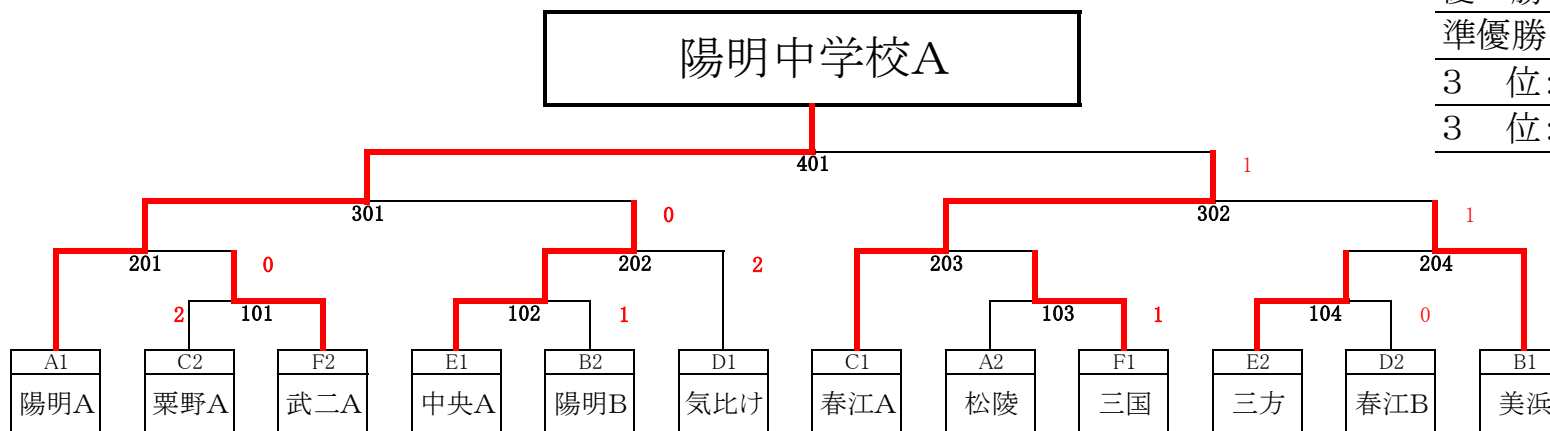 優 勝
準優勝
3 位:
3 位:
陽明中学校A
401
1
301
0
302
1
201
0
202
2
203
204
2
101
102
1
103
1
104
0
A1
C2
F2
E1
B2
D1
C1
A2
F1
E2
D2
B1
陽明A
粟野A
武二A
中央A
陽明B
気比け
春江A
松陵
三国
三方
春江B
美浜